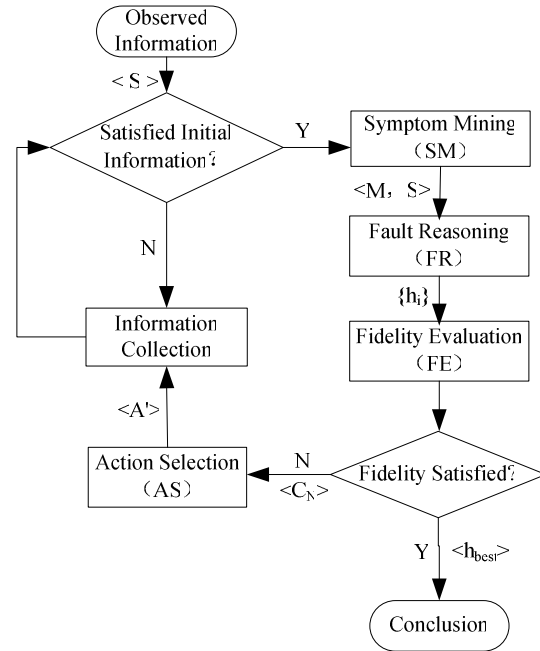 Observed
Information
< S >
Satisfied Initial
Information?
Y
N
Symptom Mining
（SM）
<M，S>
Fault Reasoning
（FR）
{hi}
Fidelity Evaluation
（FE）
Information
Collection
<A'>
Action Selection
（AS）
N
<CN>
Fidelity Satisfied?
Y
<hbest>
Conclusion